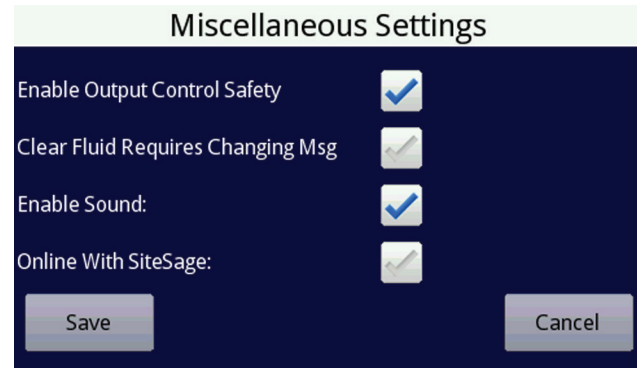 Miscellaneous Settings
Enable Output Control Safety
Clear Fluid Requires Changing Msg
Enable Sound:
Online With SiteSage:
Save
Cancel